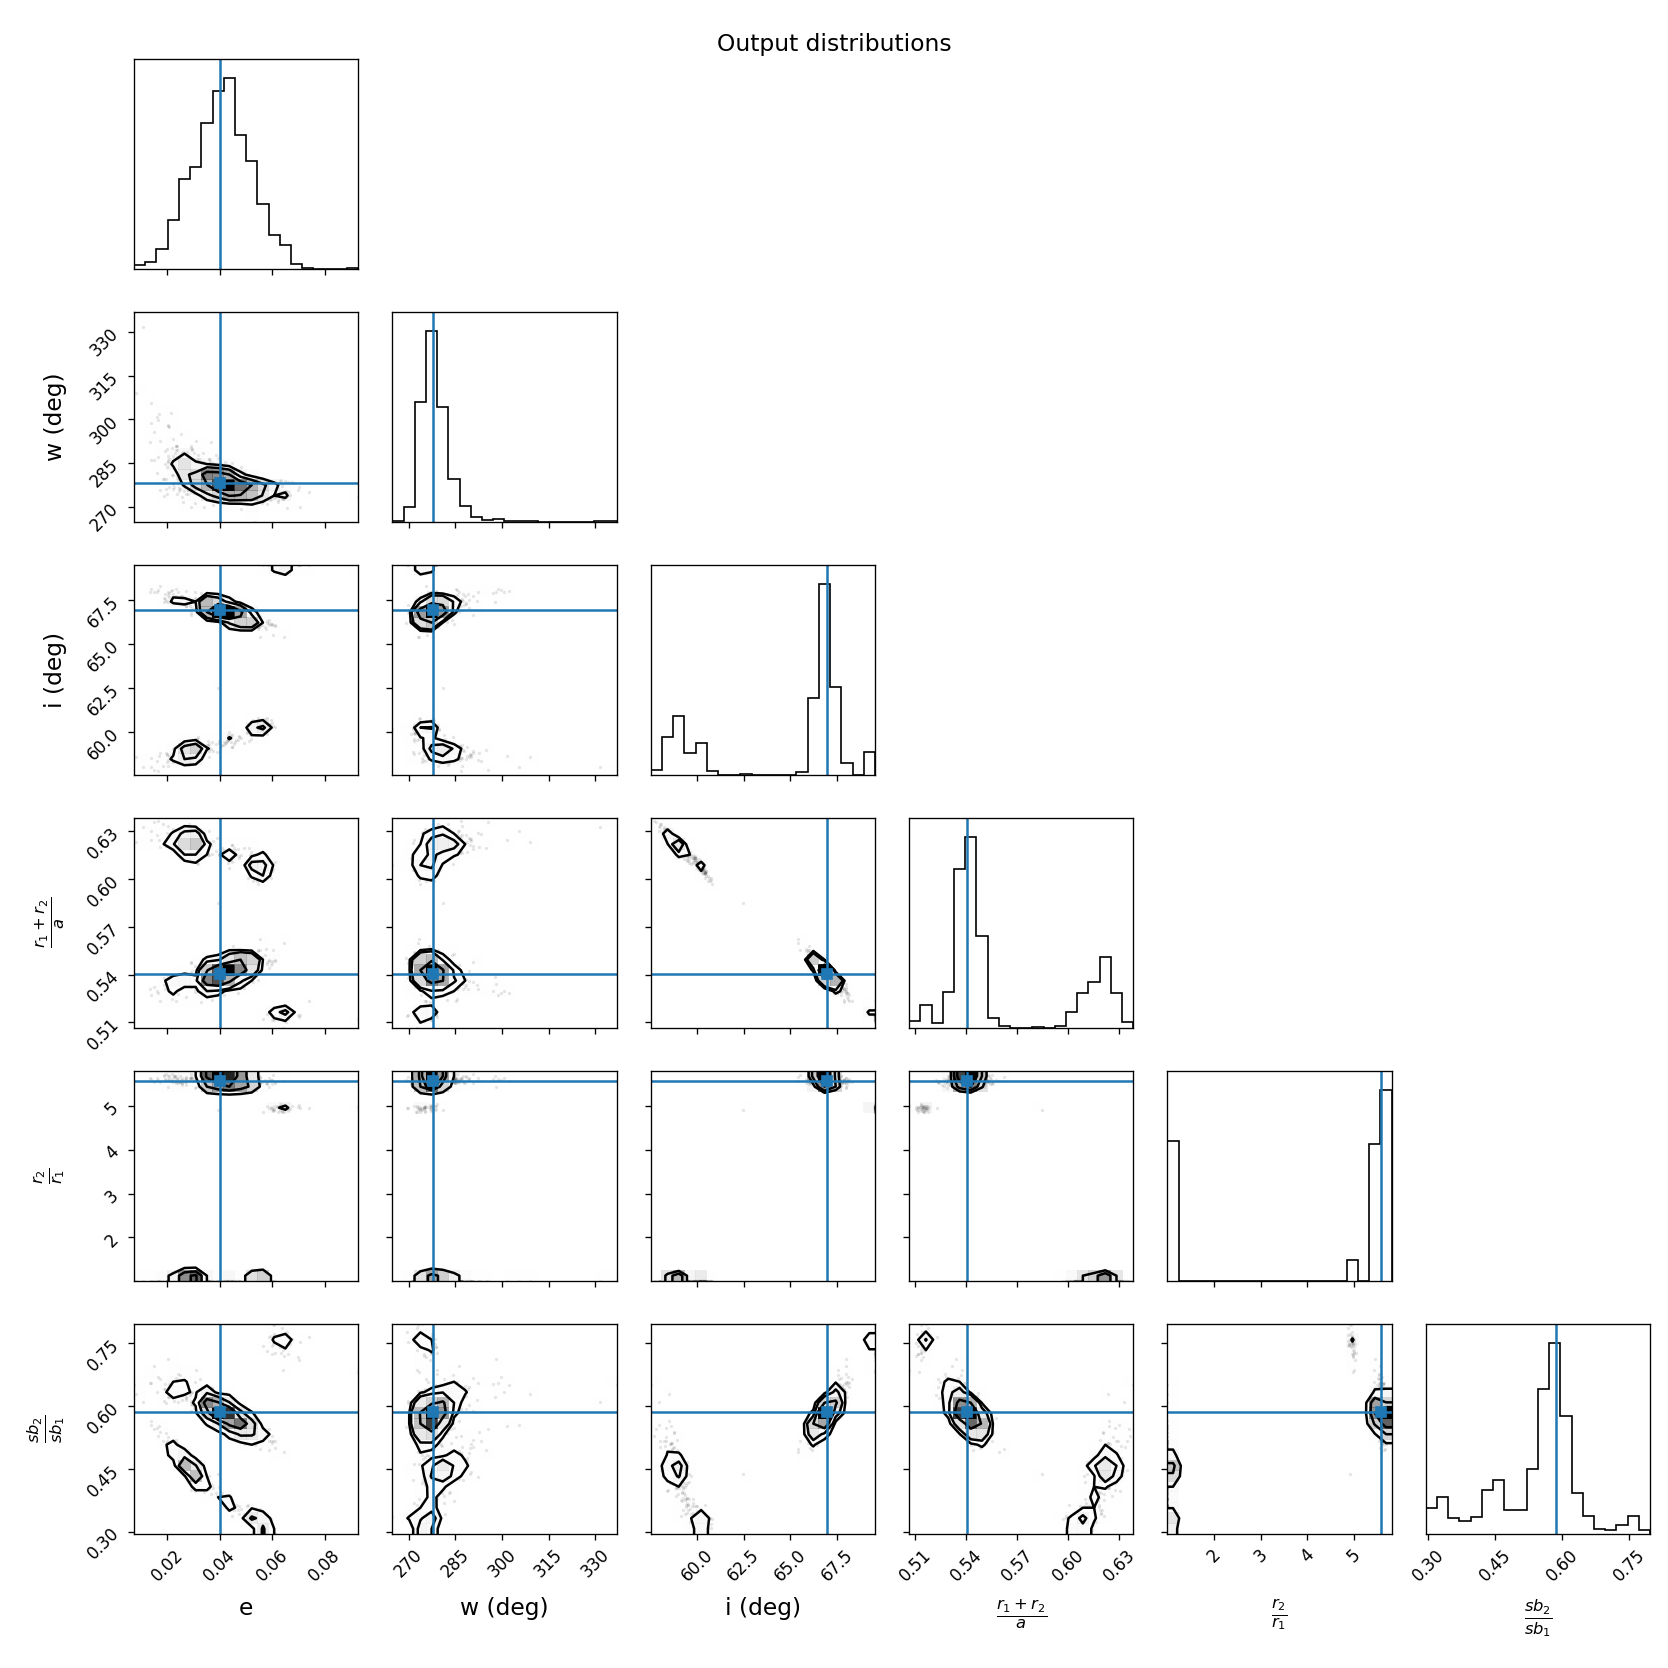 Output distributions
330
315
300
285
270
w (deg)
67.5
65.0
62.5
60.0
i (deg)
0.63
0.60
0.57
0.54
0.51
r₁ + r₂
a
5
4
3
2
r₂
r₁
0.75
0.60
0.45
0.30
sb₂
sb₁
0.02 0.04 0.06 0.08
270 285 300 315 330
60.0 62.5 65.0 67.5
0.51 0.54 0.57 0.60 0.63
2 3 4 5
0.30 0.45 0.60 0.75
e
w (deg)
i (deg)
r₁ + r₂
a
r₂
r₁
sb₂
sb₁